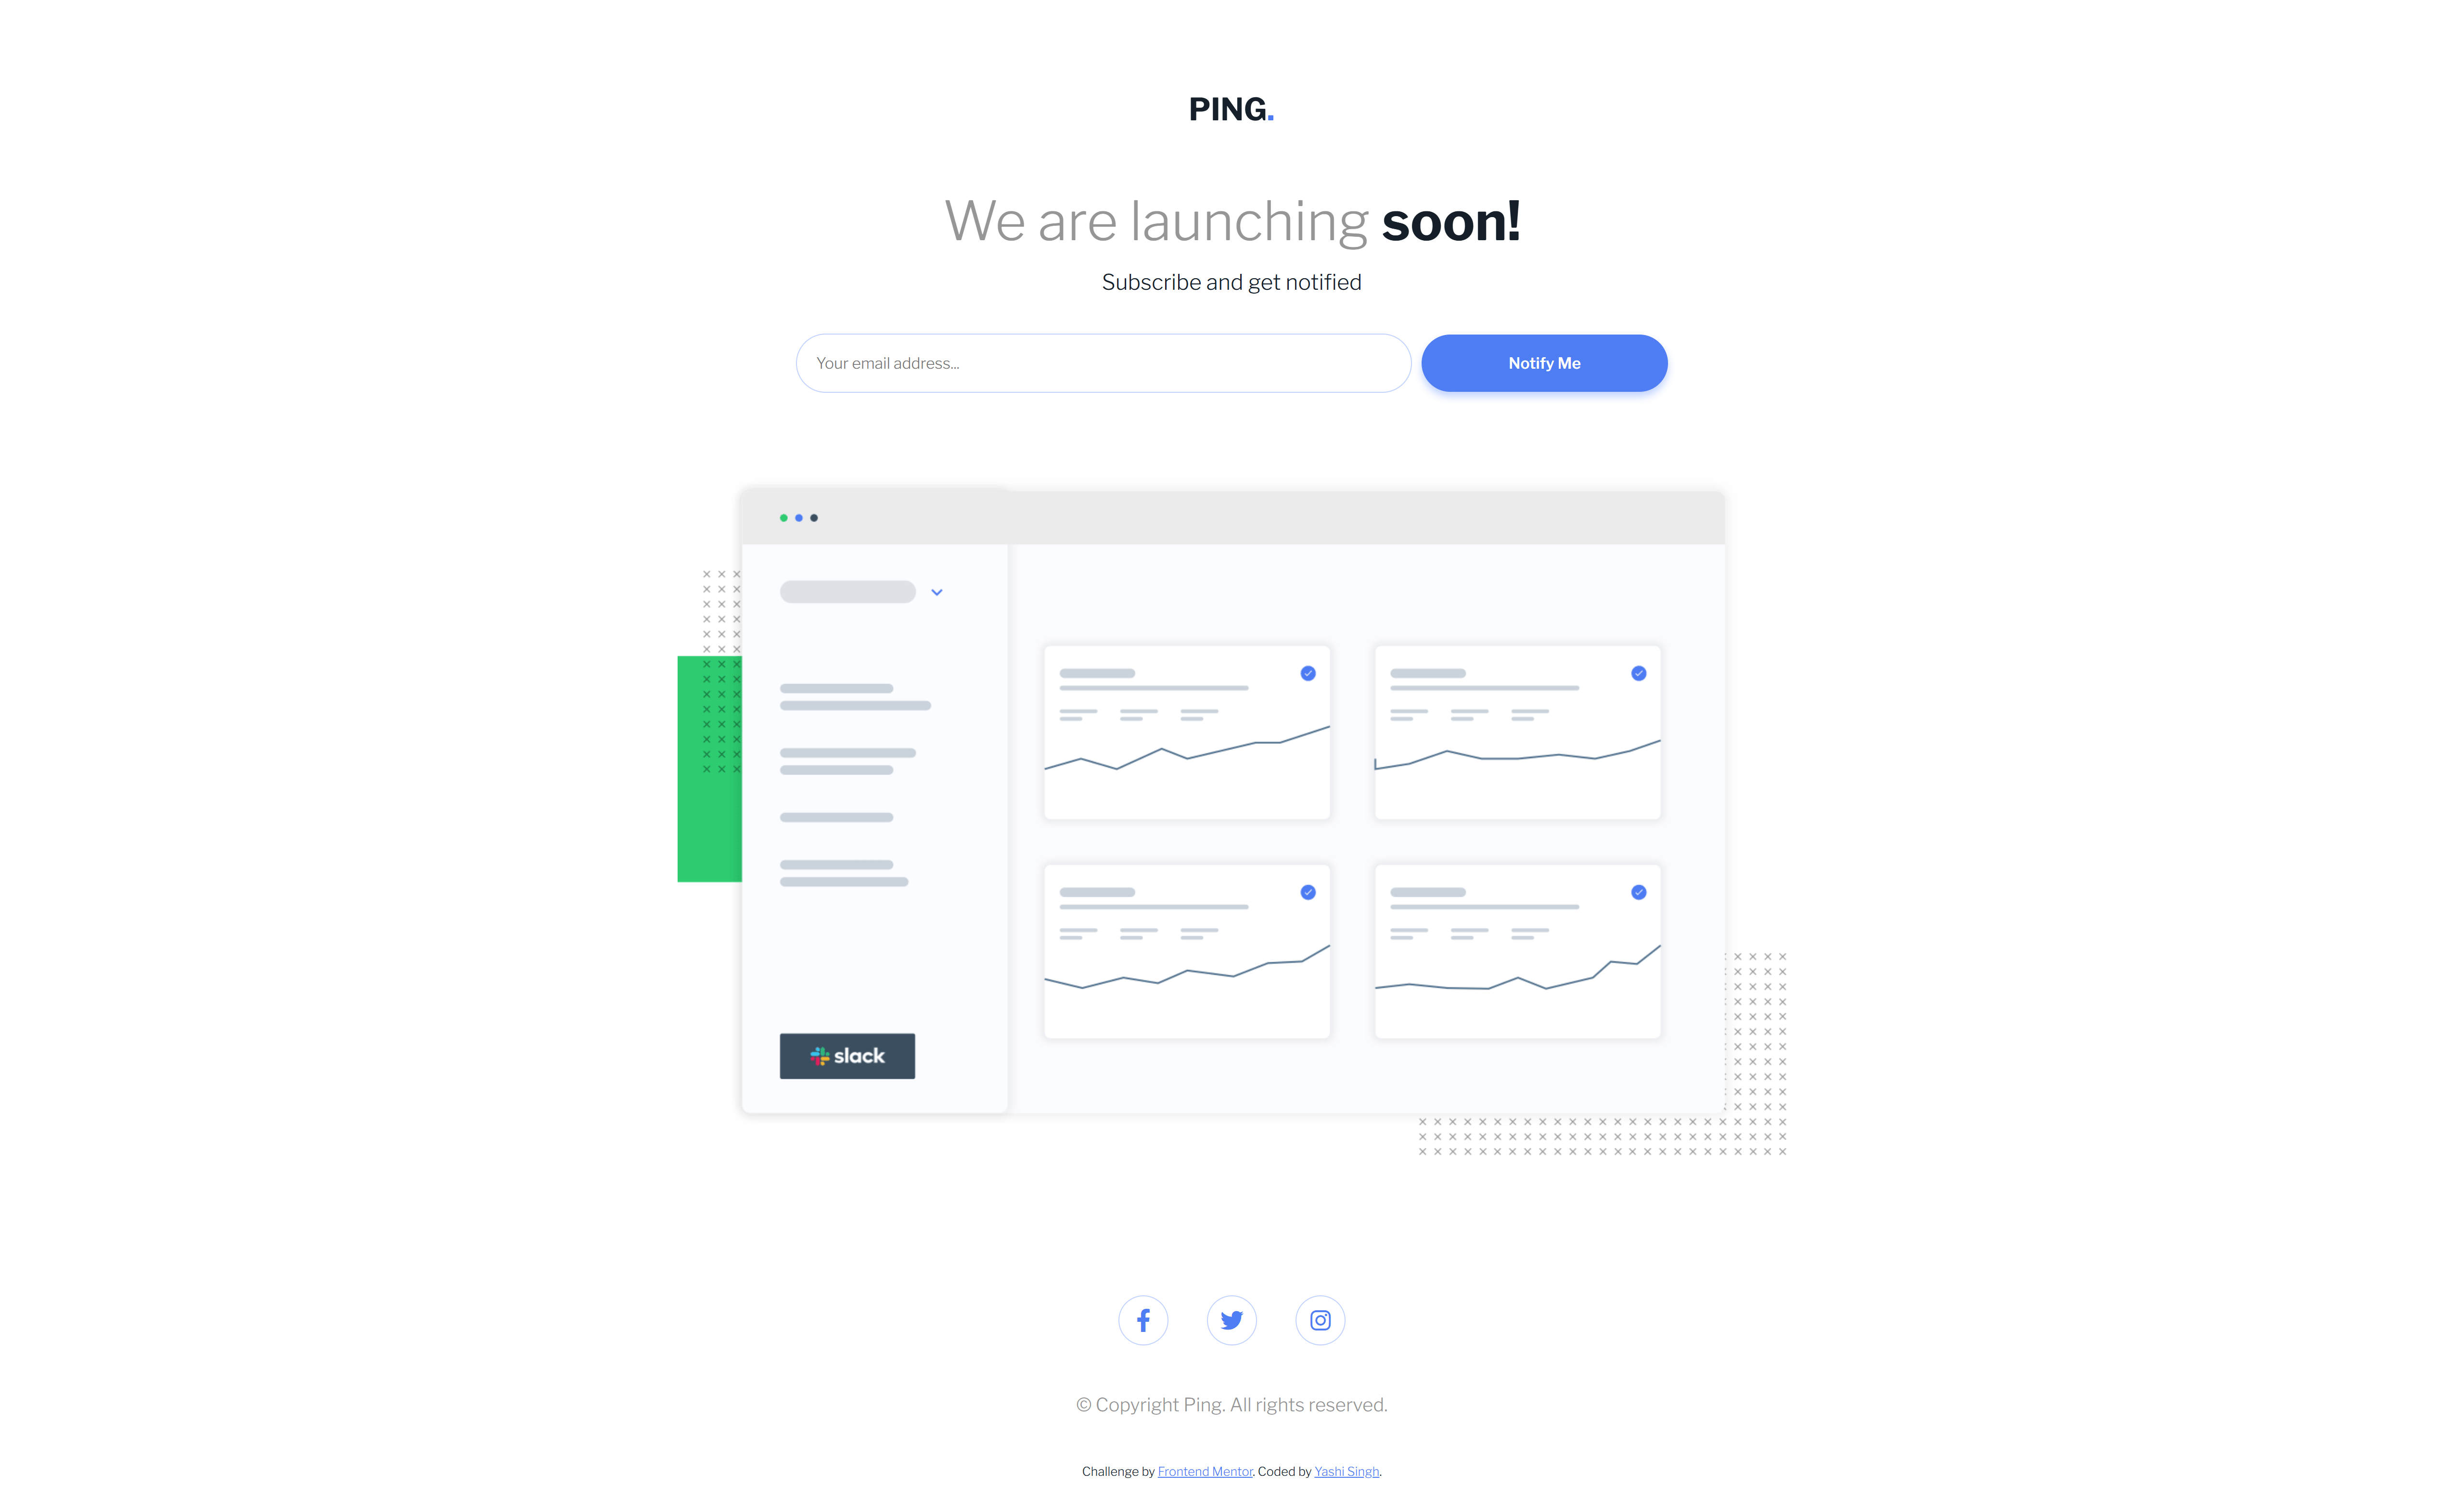 PING.
We are launching soon!
Subscribe and get notified
Your email address...
Notify Me
slack
© Copyright Ping. All rights reserved.
Challenge by Frontend Mentor. Coded by Yashi Singh.